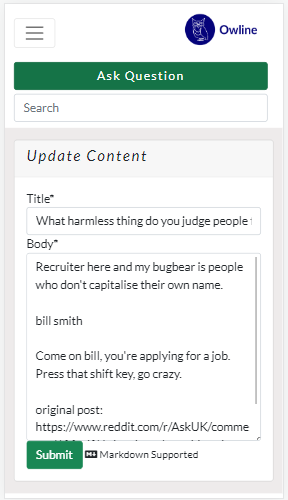 Owline
Ask Question
Search
Update Content
Title*
What harmless thing do you judge people
Body*
Recruiter here and my bugbear is people
who don't capitalise their own name.
bill smith
Come on bill, you're applying for a job.
Press that shift key, go crazy.
original post:
https://www.reddit.com/r/AskUK/comme
Submit
Markdown Supported